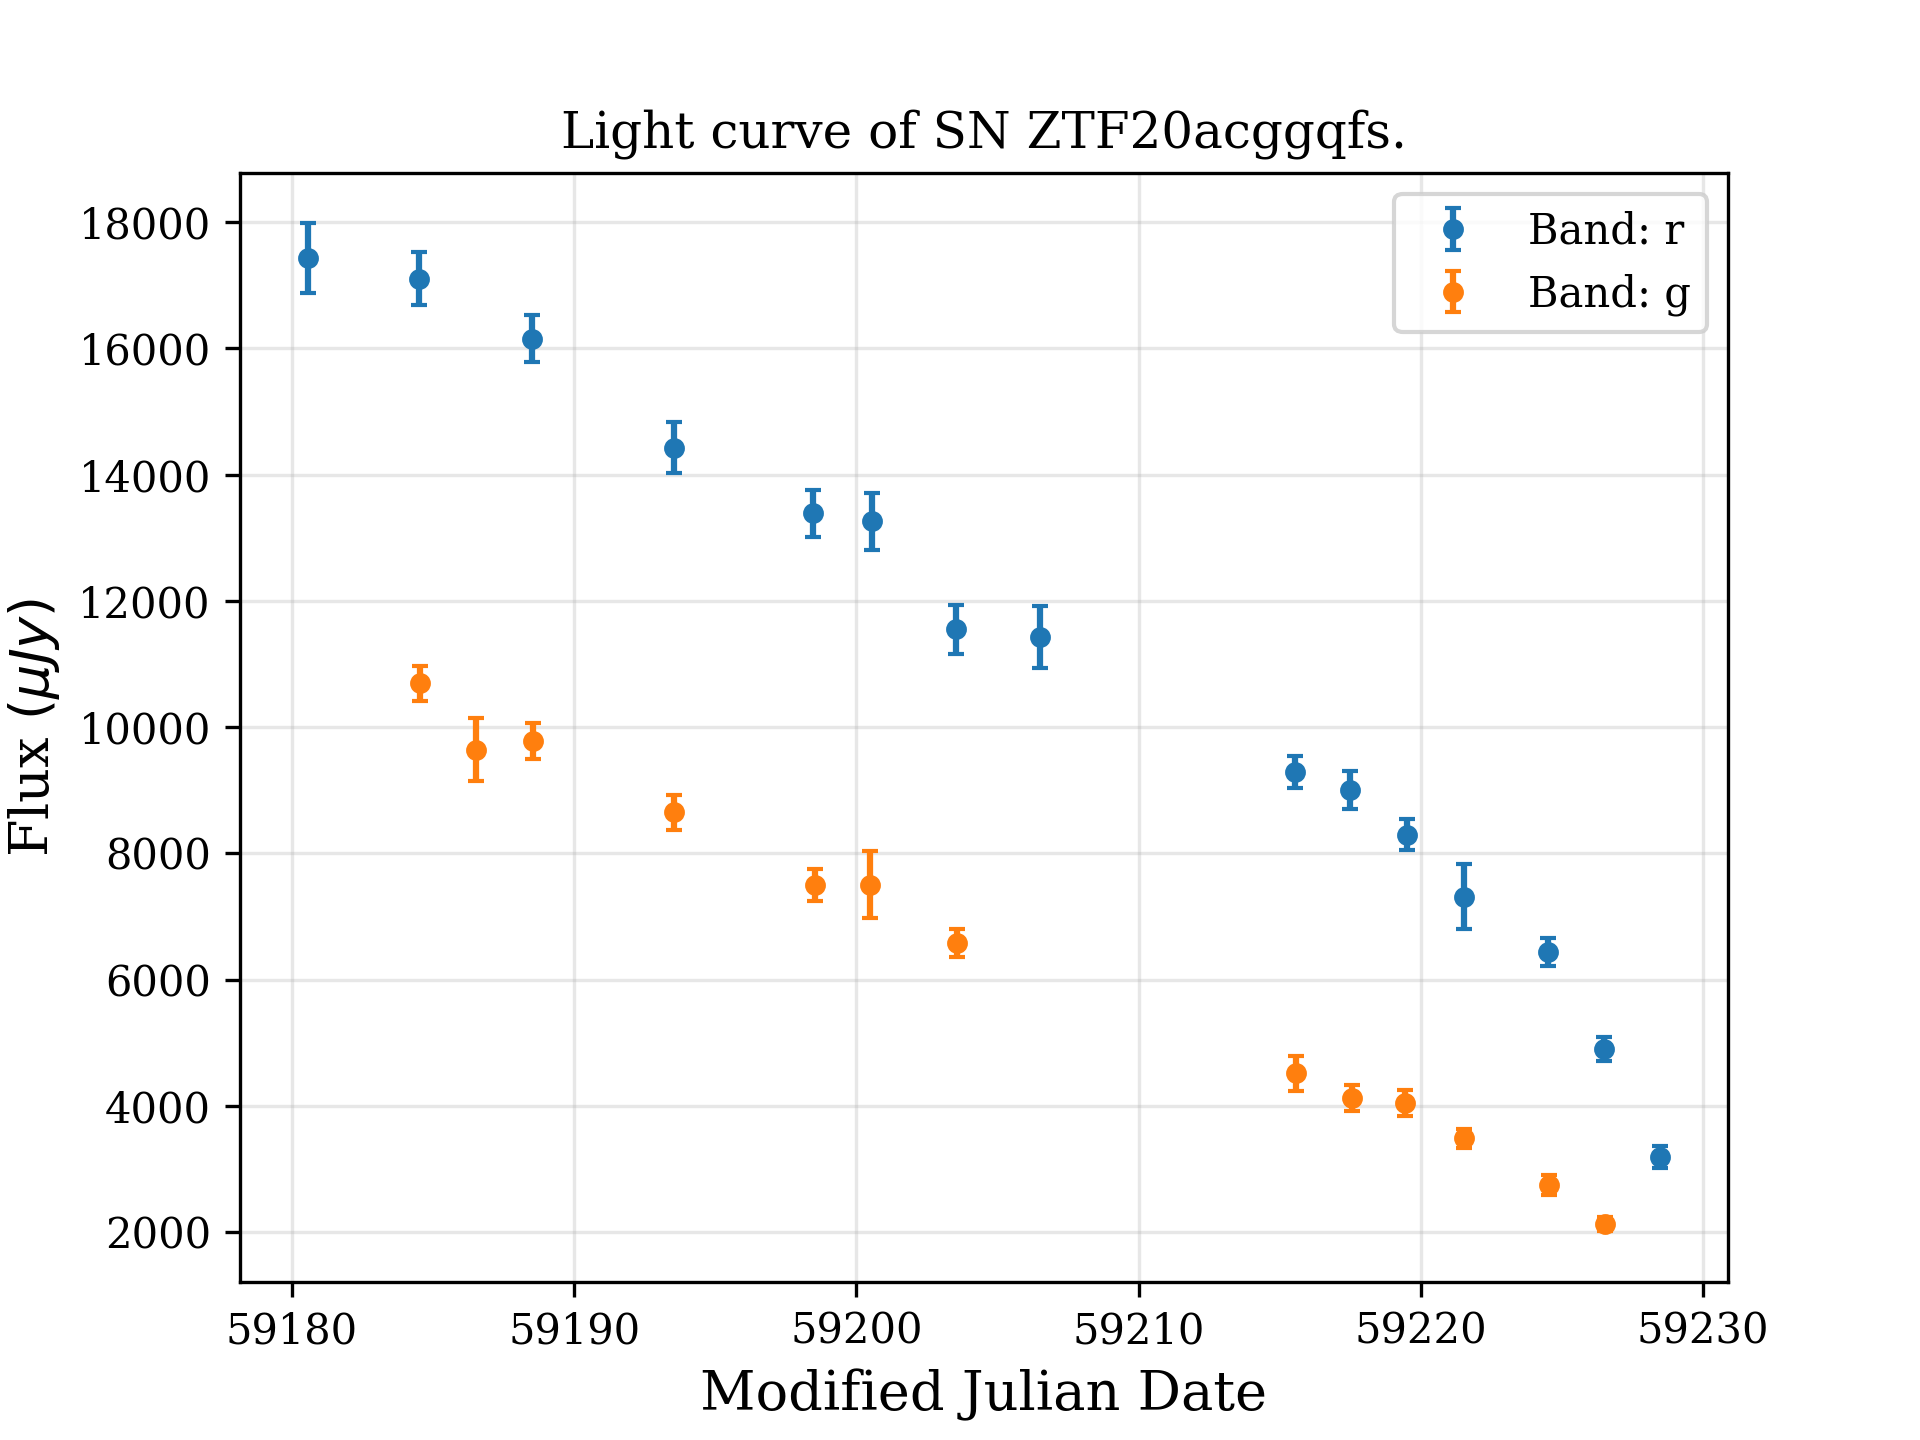 Light curve of SN ZTF20acggqfs.
Band: r
Band: g
18000
16000
14000
12000
10000
8000
6000
4000
2000
Flux (μJy)
59180 59190 59200 59210 59220 59230
Modified Julian Date